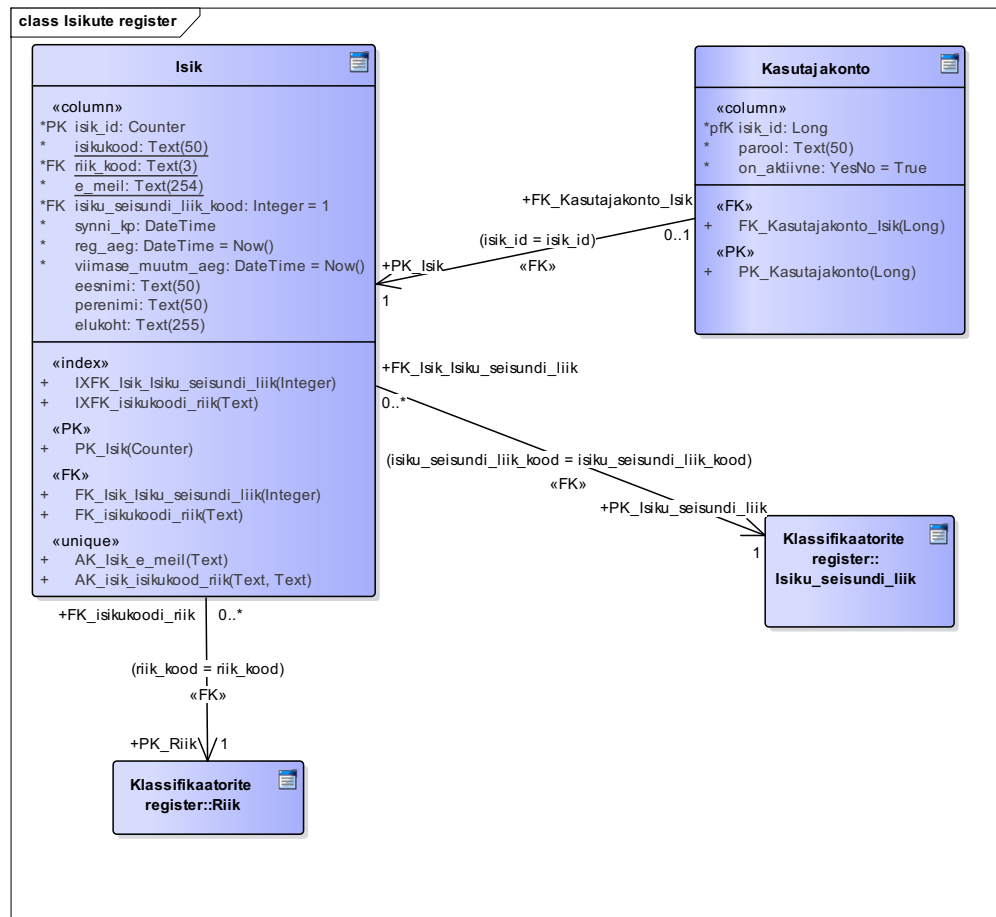 class Isikute register
Isik
«column»
*PK isik_id: Counter
* isikukood: Text(50)
*FK riik_kood: Text(3)
* e_meil: Text(254)
*FK isiku_seisundi_liik_kood: Integer = 1
* synni_kp: DateTime
* reg_aeg: DateTime = Now()
* viimase_muutm_aeg: DateTime = Now()
eesnimi: Text(50)
perenimi: Text(50)
elukoht: Text(255)
«index»
+ IXFK_Isik_Isiku_seisundi_liik(Integer)
+ IXFK_isikukoodi_riik(Text)
«PK»
+ PK_Isik(Counter)
«FK»
+ FK_Isik_Isiku_seisundi_liik(Integer)
+ FK_isikukoodi_riik(Text)
«unique»
+ AK_Isik_e_meil(Text)
+ AK_isik_isikukood_riik(Text, Text)
Kasutajakonto
«column»
*pfK isik_id: Long
* parool: Text(50)
* on_aktiivne: YesNo = True
«FK»
+ FK_Kasutajakonto_Isik(Long)
«PK»
+ PK_Kasutajakonto(Long)
+FK_Kasutajakonto_Isik
0..1
(isik_id = isik_id)
«FK»
+PK_Isik
1
+FK_Isik_Isiku_seisundi_liik
0..*
(isiku_seisundi_liik_kood = isiku_seisundi_liik_kood)
«FK»
+PK_Isiku_seisundi_liik
1
Klassifikaatorite
register::
Isiku_seisundi_liik
+FK_isikukoodi_riik
0..*
(riik_kood = riik_kood)
«FK»
+PK_Riik
1
Klassifikaatorite
register::Riik